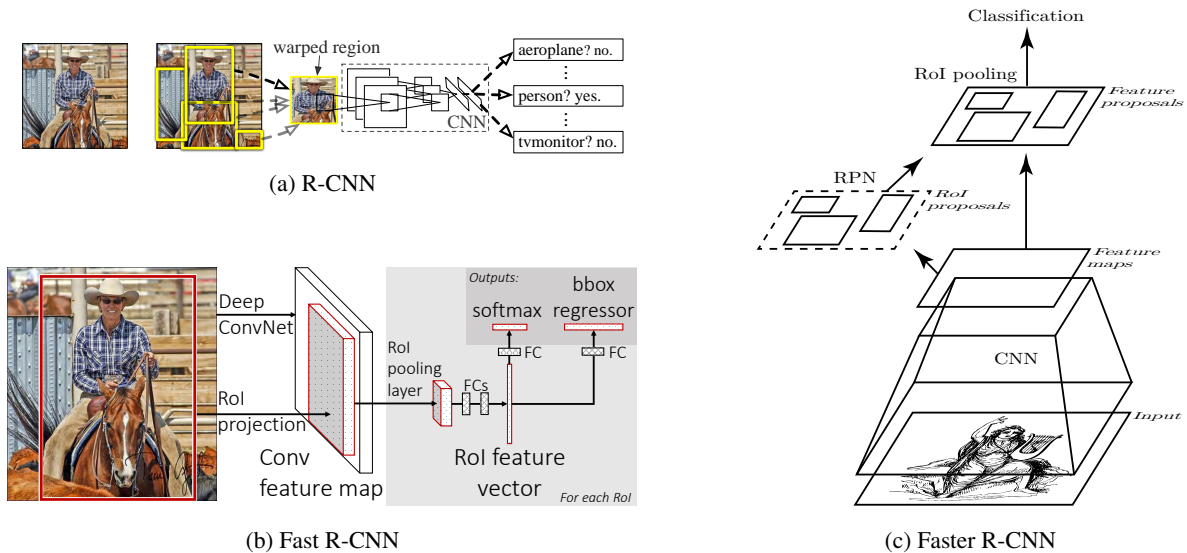 warped region
aeroplane? no.
person? yes.
tvmonitor? no.
CNN
(a) R-CNN
Outputs:
softmax
bbox
regressor
Deep
ConvNet
FC
FC
RoI
pooling
layer
FCs
RoI
projection
Conv
feature map
RoI feature
vector
For each RoI
(b) Fast R-CNN
Classification
RoI pooling
Feature proposals
RPN
RoI
proposals
Feature
maps
CNN
Input
(c) Faster R-CNN